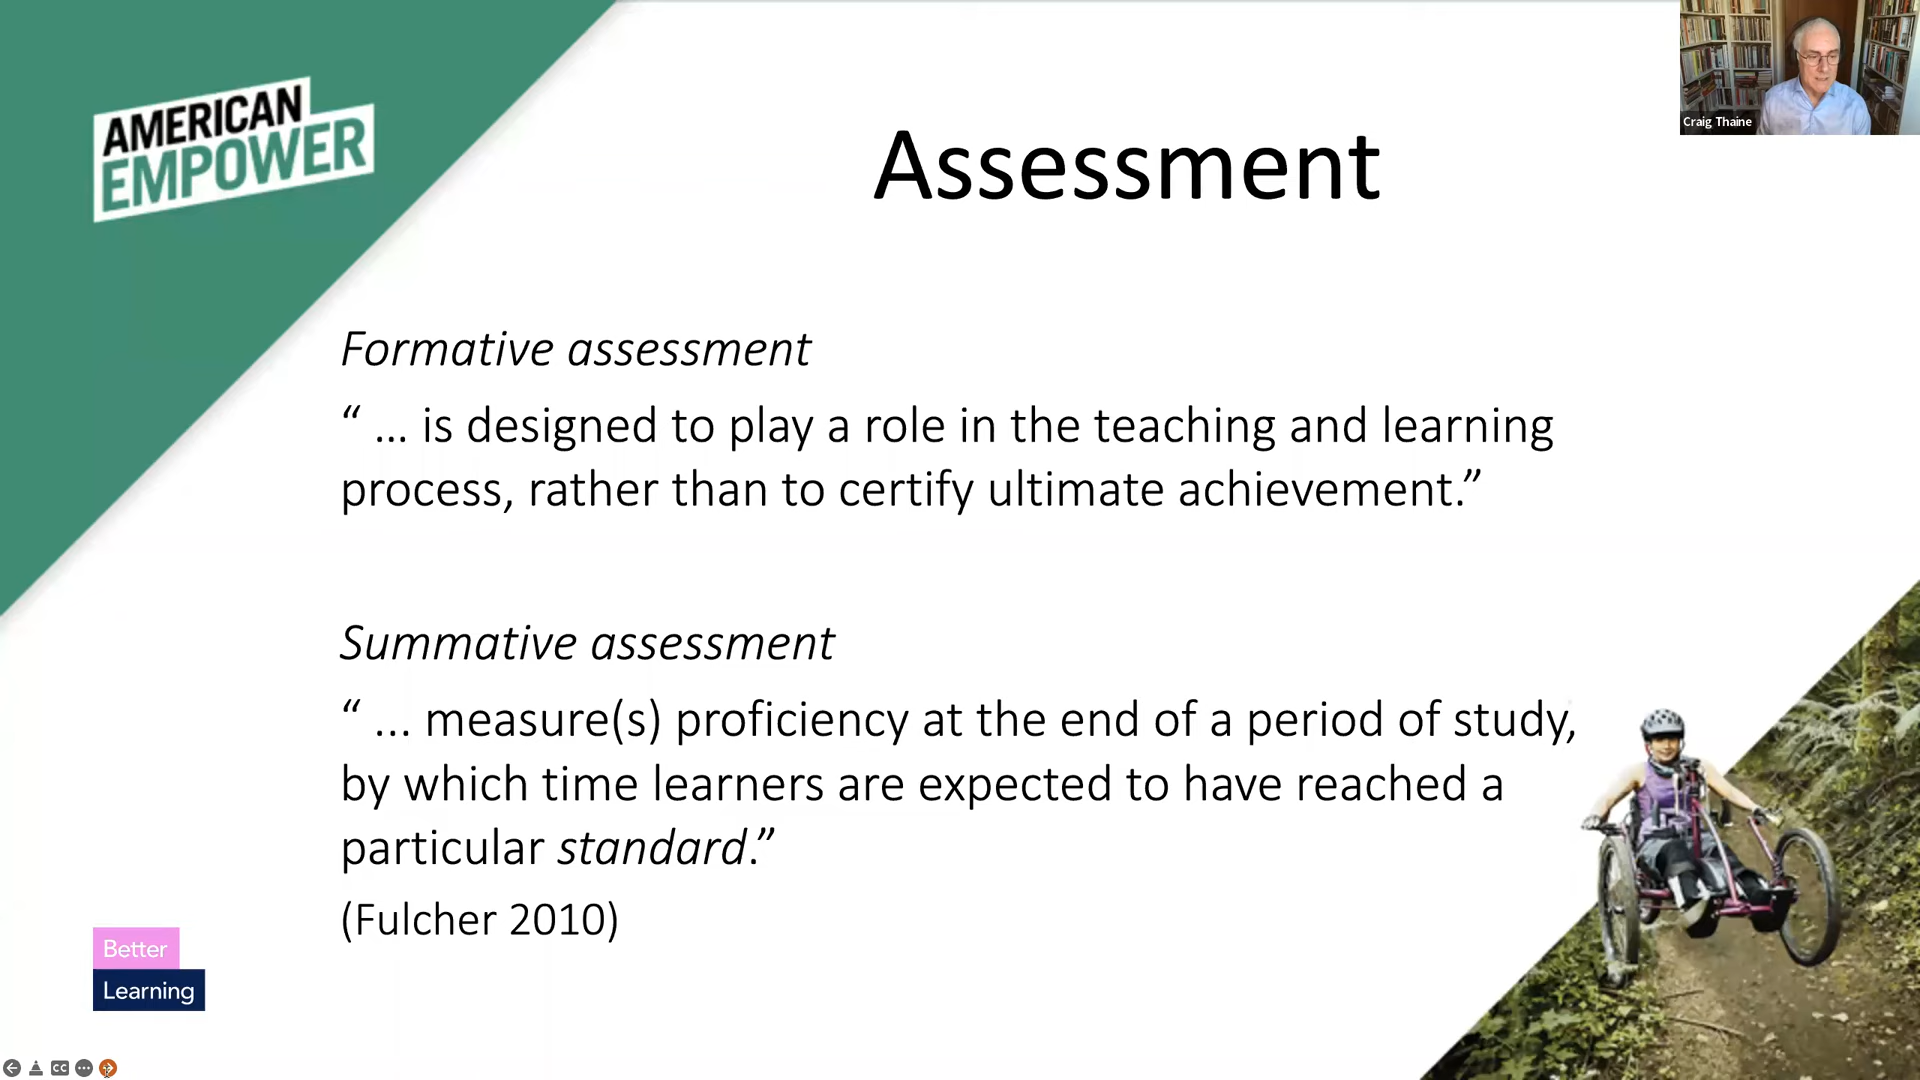 AMERICAN
EMPOWER
Craig Thaine
Assessment
Formative assessment
“ ... is designed to play a role in the teaching and learning
process, rather than to certify ultimate achievement.”
Summative assessment
“ ... measure(s) proficiency at the end of a period of study,
by which time learners are expected to have reached a
particular standard.”
(Fulcher 2010)
Better
Learning
CC